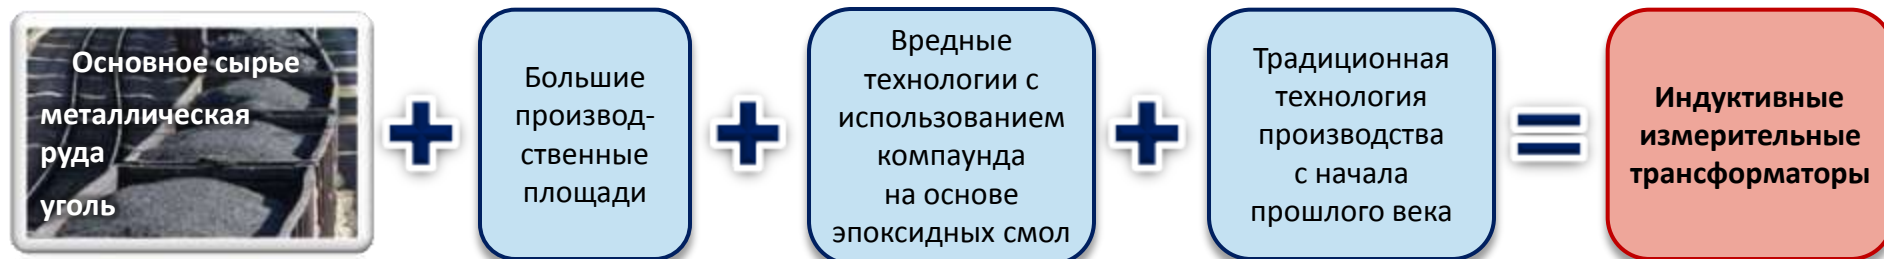 Основное сырье
металлическая
руда
уголь
Большие
производ-
ственные
площади
Вредные
технологии с
использованием
компаунда
на основе
эпоксидных смол
Традиционная
технология
производства
с начала
прошлого века
Индуктивные
измерительные
трансформаторы